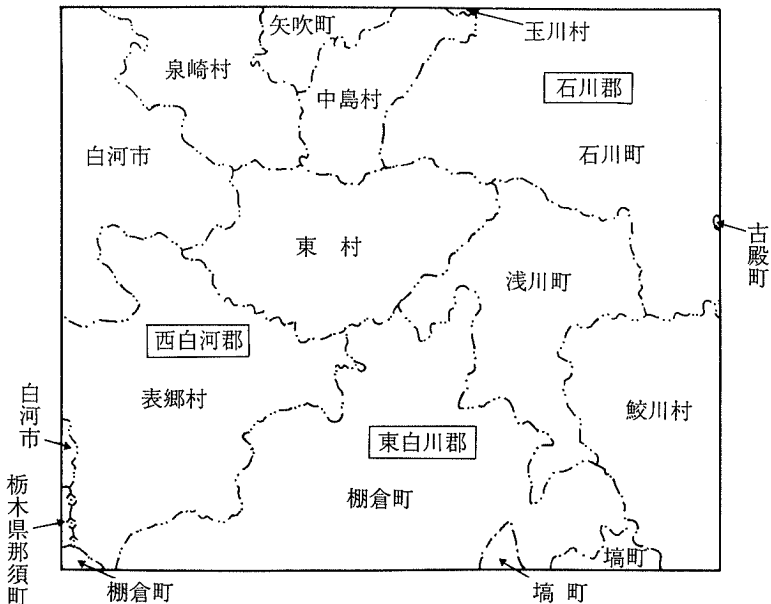 矢吹町
玉川村
泉崎村
石川郡
中島村
白河市
石川町
東 村
古殿町
浅川町
西白河郡
白河市
表郷村
鮫川村
東白川郡
栃木県那須町
棚倉町
塙町
棚倉町
塙 町